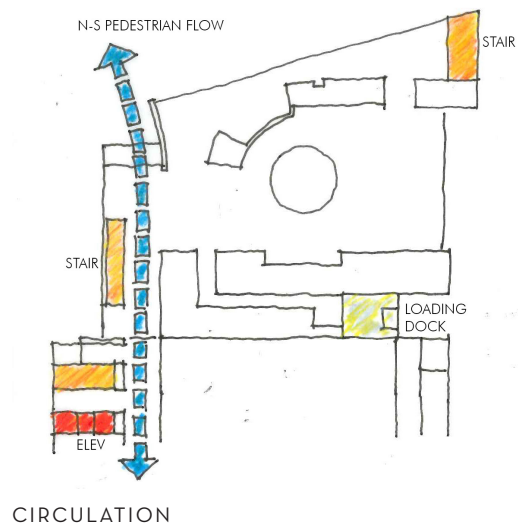 N-S PEDESTRIAN FLOW
STAIR
STAIR
LOADING
DOCK
ELEV
CIRCULATION